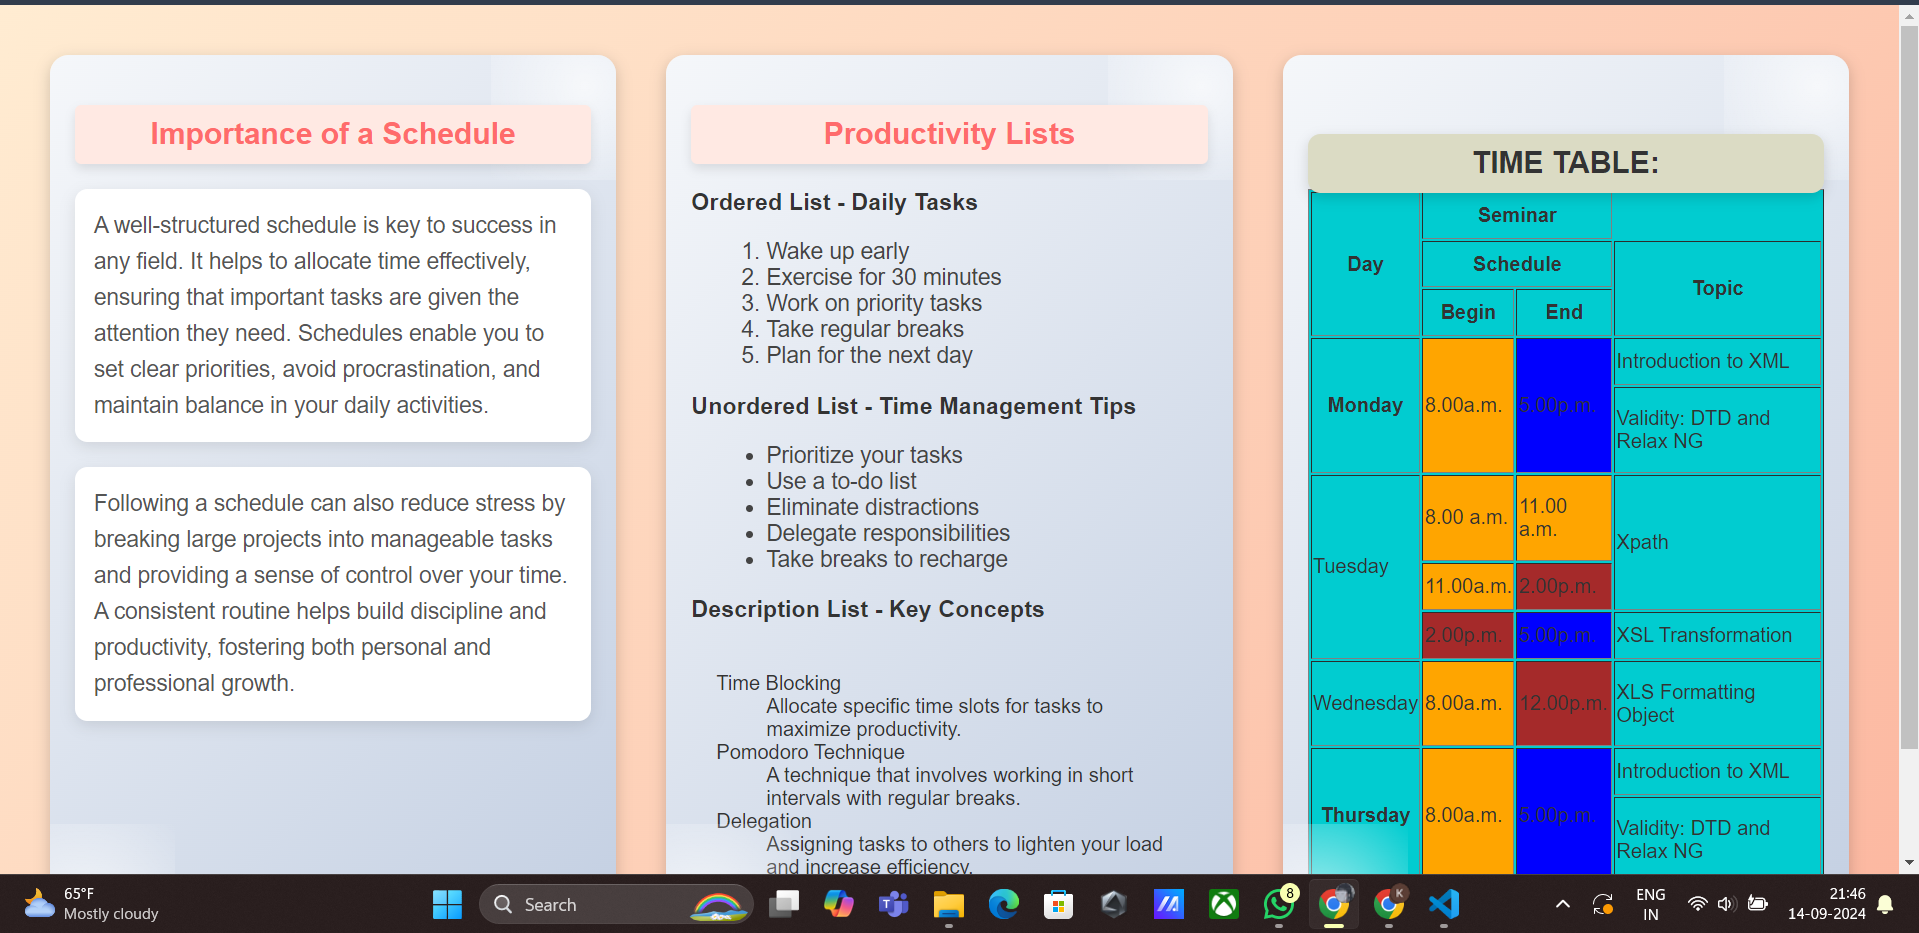 Importance of a Schedule
A well-structured schedule is key to success in
any field. It helps to allocate time effectively,
ensuring that important tasks are given the
attention they need. Schedules enable you to
set clear priorities, avoid procrastination, and
maintain balance in your daily activities.
Following a schedule can also reduce stress by
breaking large projects into manageable tasks
and providing a sense of control over your time.
A consistent routine helps build discipline and
productivity, fostering both personal and
professional growth.
Productivity Lists
Ordered List - Daily Tasks
1. Wake up early
2. Exercise for 30 minutes
3. Work on priority tasks
4. Take regular breaks
5. Plan for the next day
Unordered List - Time Management Tips
• Prioritize your tasks
• Use a to-do list
• Eliminate distractions
• Delegate responsibilities
• Take breaks to recharge
Description List - Key Concepts
Time Blocking
Allocate specific time slots for tasks to
maximize productivity.
Pomodoro Technique
A technique that involves working in short
intervals with regular breaks.
Delegation
Assigning tasks to others to lighten your load
and increase efficiency.
TIME TABLE:
Seminar
Day
Schedule
Topic
Begin End
Monday 8.00a.m. 5.00p.m.
Introduction to XML
Validity: DTD and
Relax NG
Tuesday
8.00 a.m.
11.00
a.m.
Xpath
11.00a.m. 2.00p.m.
2.00p.m. 5.00p.m. XSL Transformation
Wednesday 8.00a.m. 12.00p.m.
XLS Formatting
Object
Thursday 8.00a.m. 5.00p.m.
Introduction to XML
Validity: DTD and
Relax NG
65°F
Mostly cloudy
Search
8
K
ENG
IN
21:46
14-09-2024